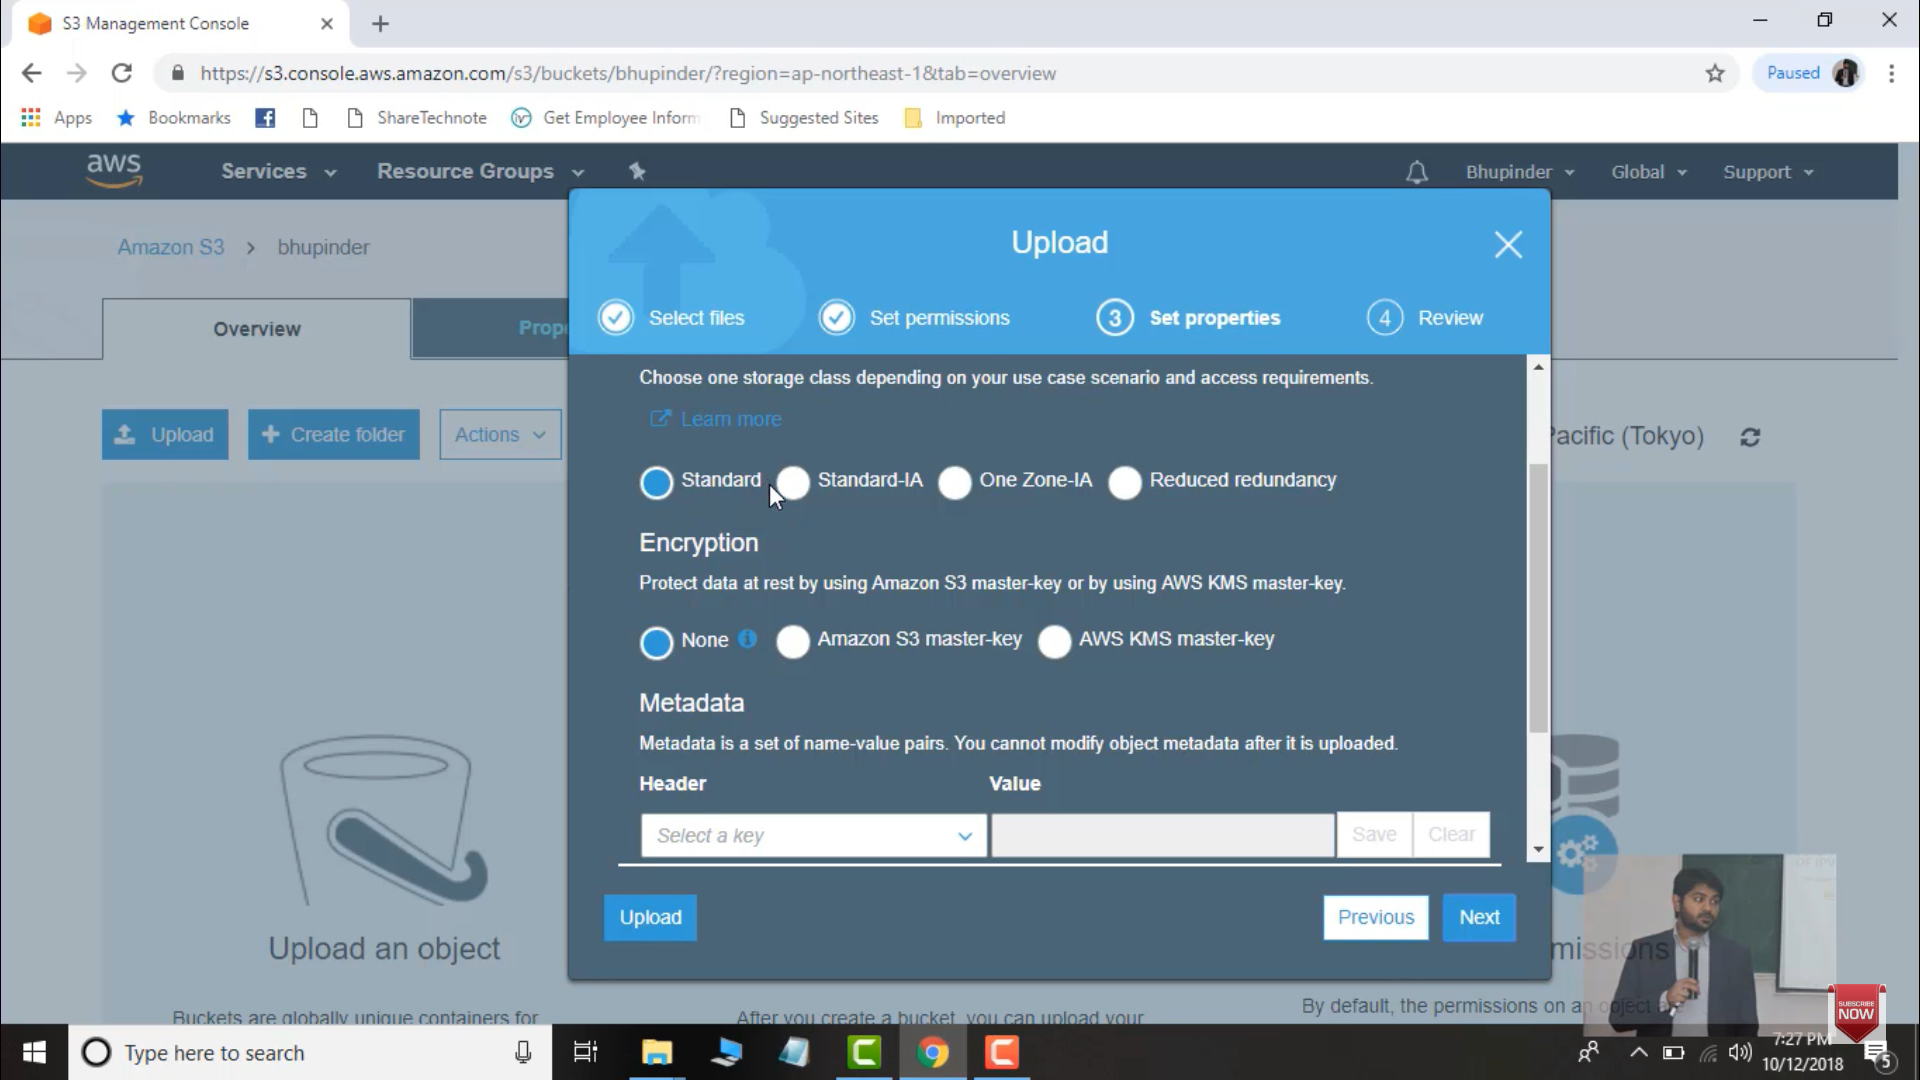 S3 Management Console
https://s3.console.aws.amazon.com/s3/buckets/bhupinder/?region=ap-northeast-1&tab=overview
Paused
Apps
Bookmarks
ShareTechnote
Get Employee Inform
Suggested Sites
Imported
aws
Services
Resource Groups
Bhupinder
Global
Support
Amazon S3 > bhupinder
Upload
Select files
Set permissions
3 Set properties
4 Review
Overview
Prop
Choose one storage class depending on your use case scenario and access requirements.
Learn more
Upload
Create folder
Actions
Pacific (Tokyo)
Standard
Standard-IA
One Zone-IA
Reduced redundancy
Encryption
Protect data at rest by using Amazon S3 master-key or by using AWS KMS master-key.
None
Amazon S3 master-key
AWS KMS master-key
Metadata
Metadata is a set of name-value pairs. You cannot modify object metadata after it is uploaded.
Header
Value
Select a key
Save
Clear
Upload
Previous
Next
Upload an object
missions
Buckets are globally unique containers for
After you create a bucket, you can upload your
By default, the permissions on an object are
SUBSCRIBE
NOW
Type here to search
7:27 PM
10/12/2018
5